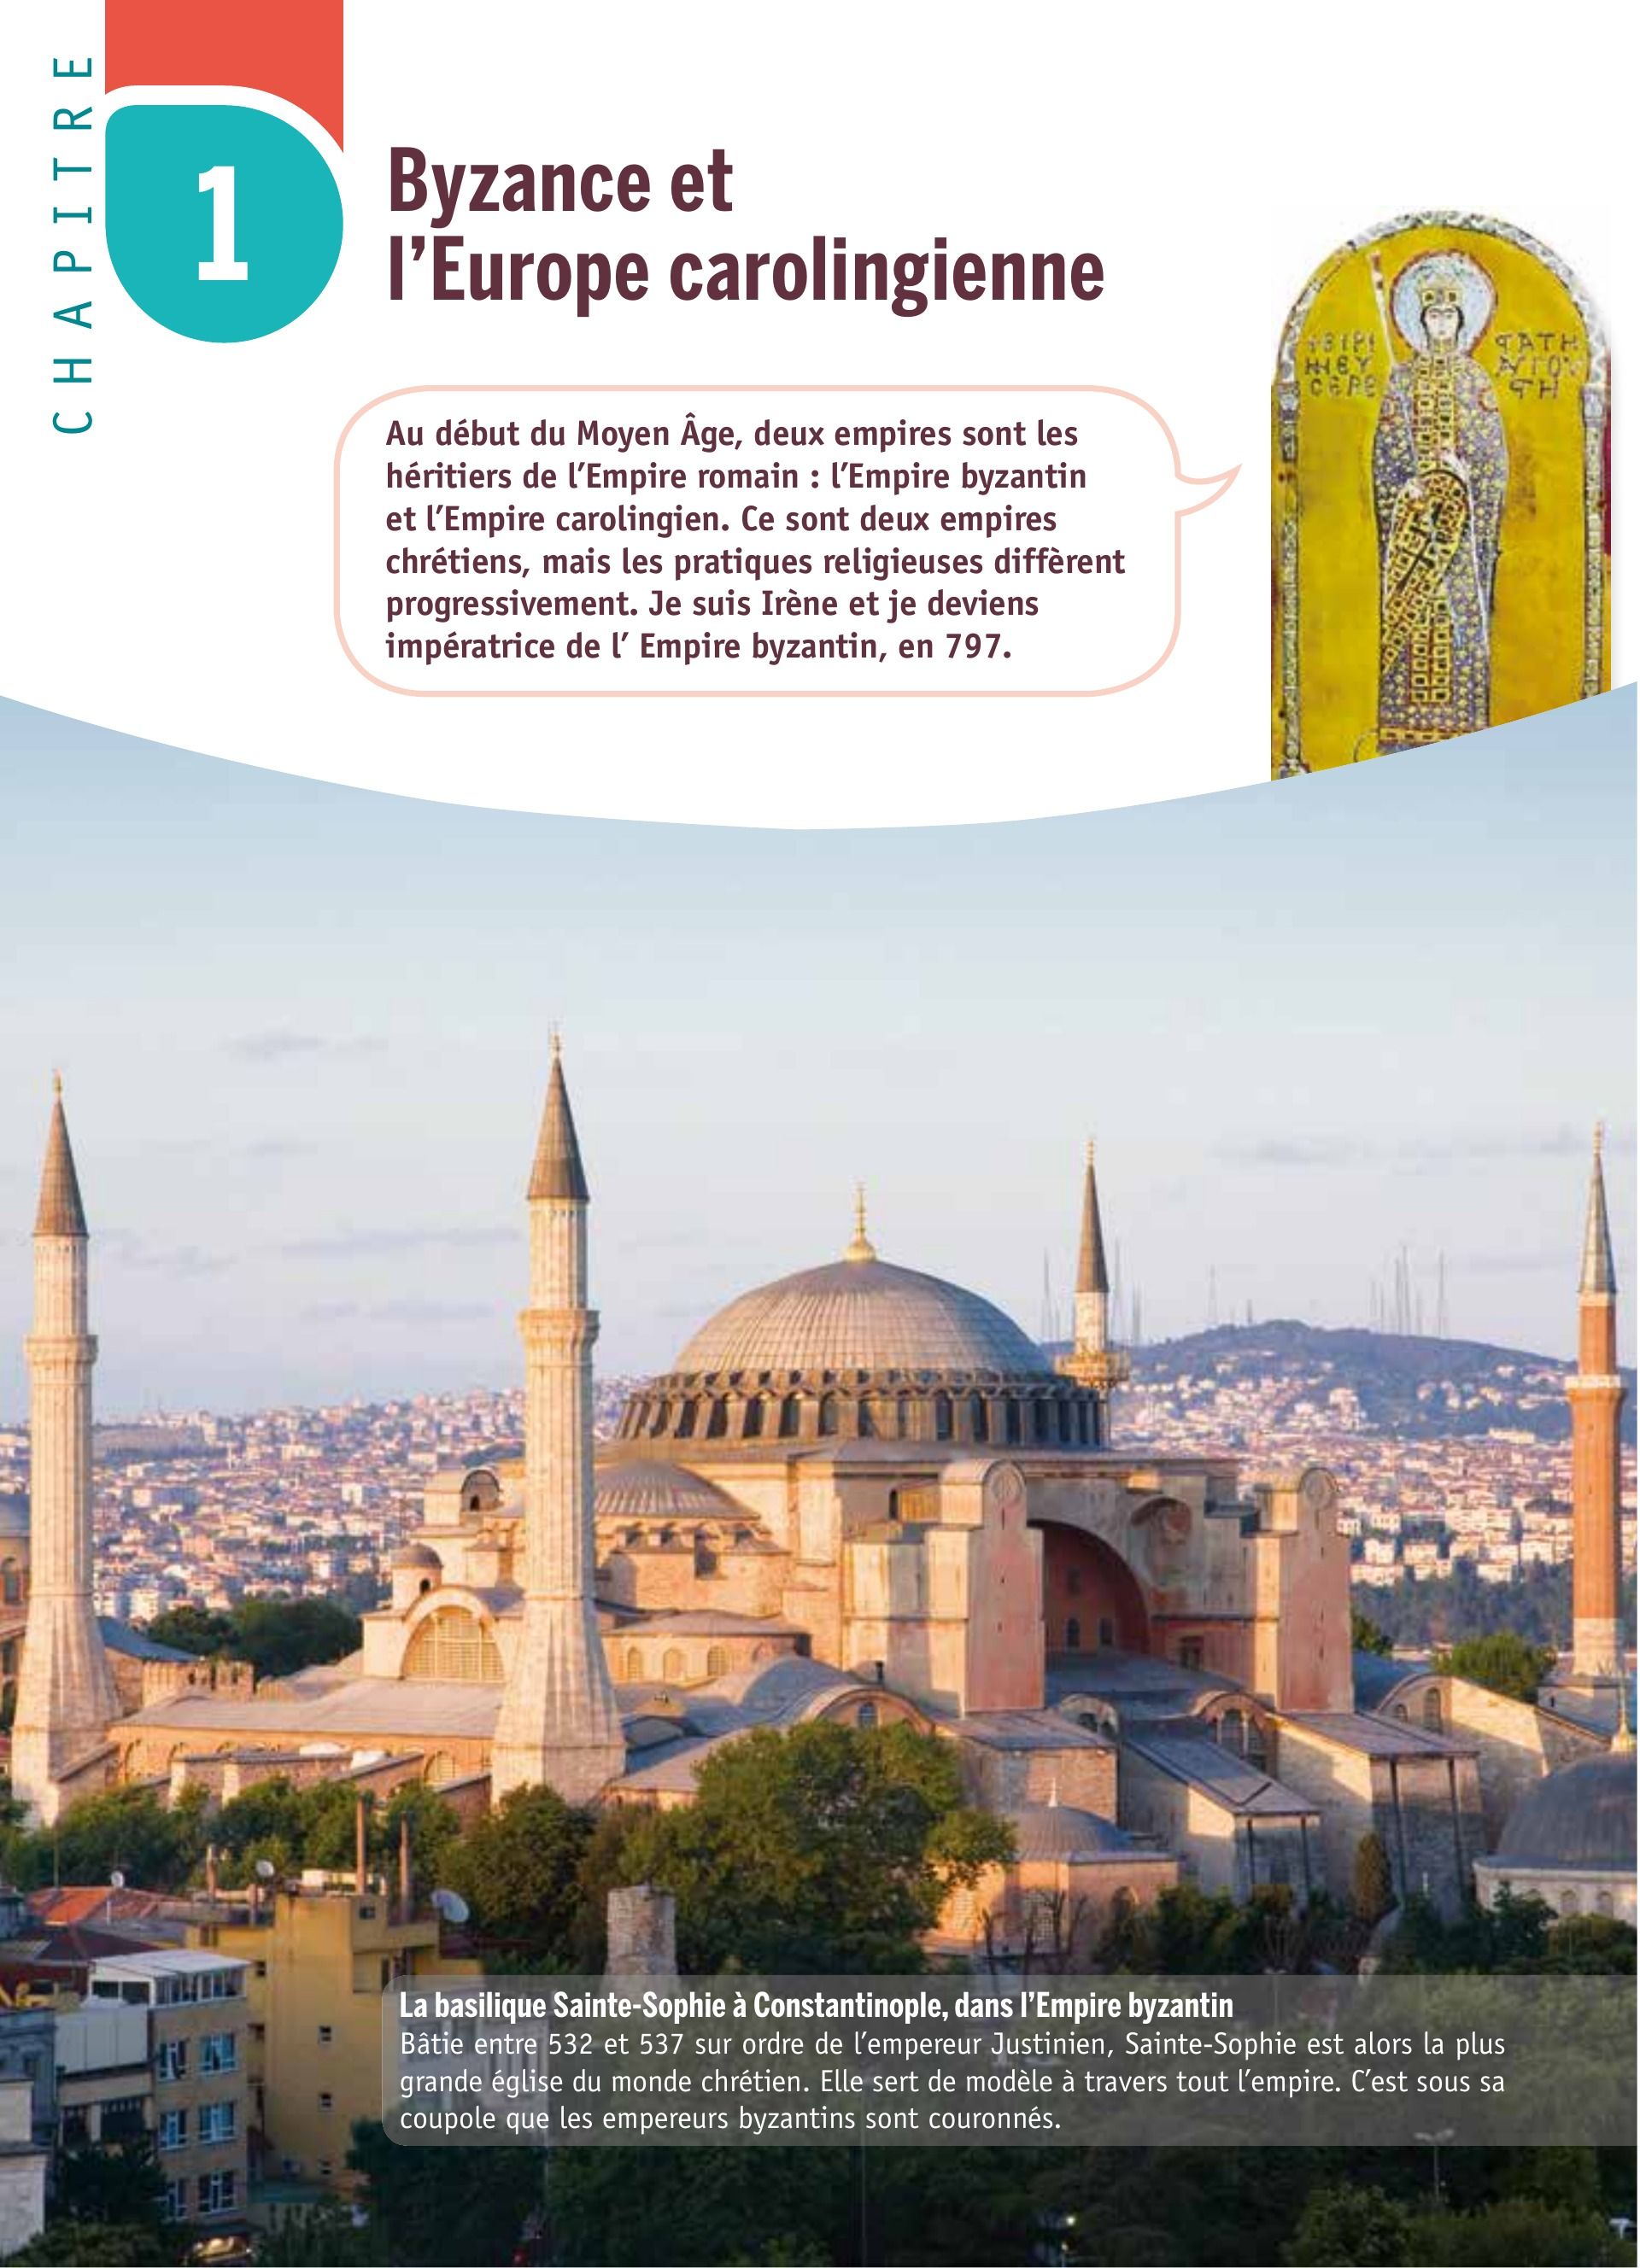 CHAPITRE
1
Byzance et
l’Europe carolingienne
Au début du Moyen Âge, deux empires sont les
héritiers de l’Empire romain : l’Empire byzantin
et l’Empire carolingien. Ce sont deux empires
chrétiens, mais les pratiques religieuses diffèrent
progressivement. Je suis Irène et je deviens
impératrice de l’ Empire byzantin, en 797.
La basilique Sainte-Sophie à Constantinople, dans l’Empire byzantin
Bâtie entre 532 et 537 sur ordre de l’empereur Justinien, Sainte-Sophie est alors la plus
grande église du monde chrétien. Elle sert de modèle à travers tout l’empire. C’est sous sa
coupole que les empereurs byzantins sont couronnés.